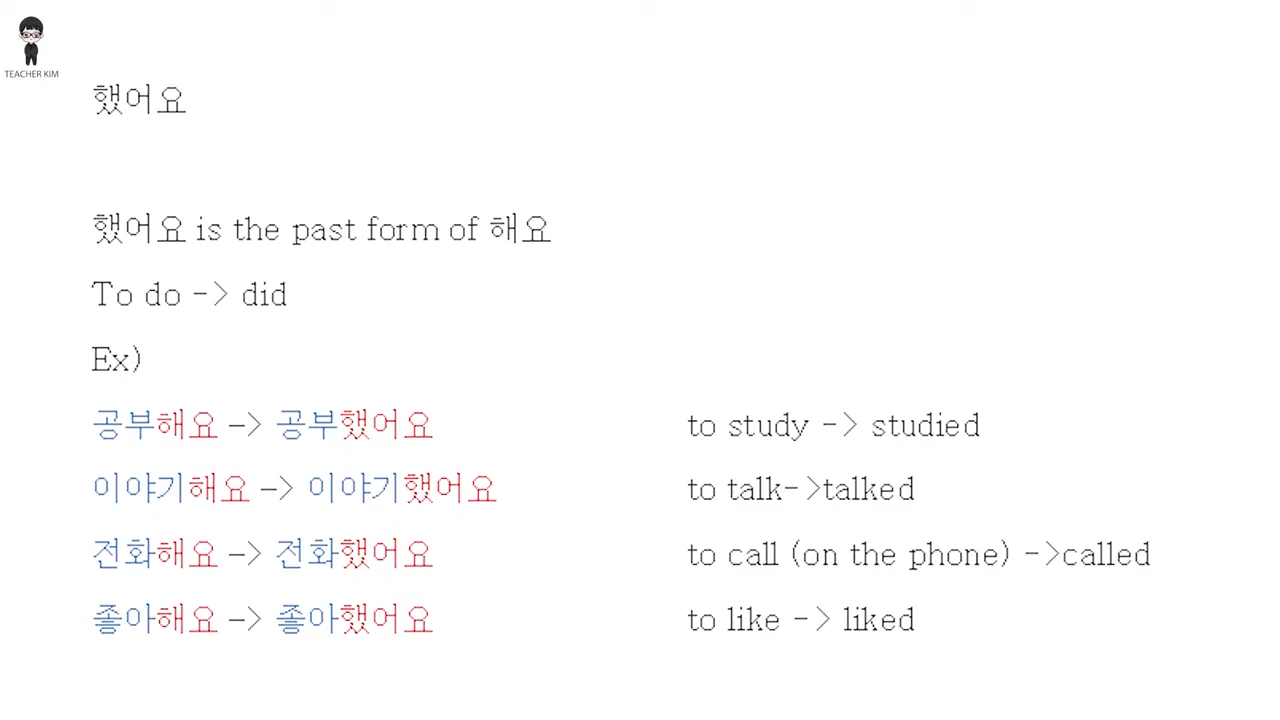 TEACHER KIM
했어요
했어요 is the past form of 해요
To do -> did
Ex)
공부해요 –> 공부했어요 to study -> studied
이야기해요 –> 이야기했어요 to talk->talked
전화해요 –> 전화했어요 to call (on the phone) ->called
좋아해요 –> 좋아했어요 to like -> liked